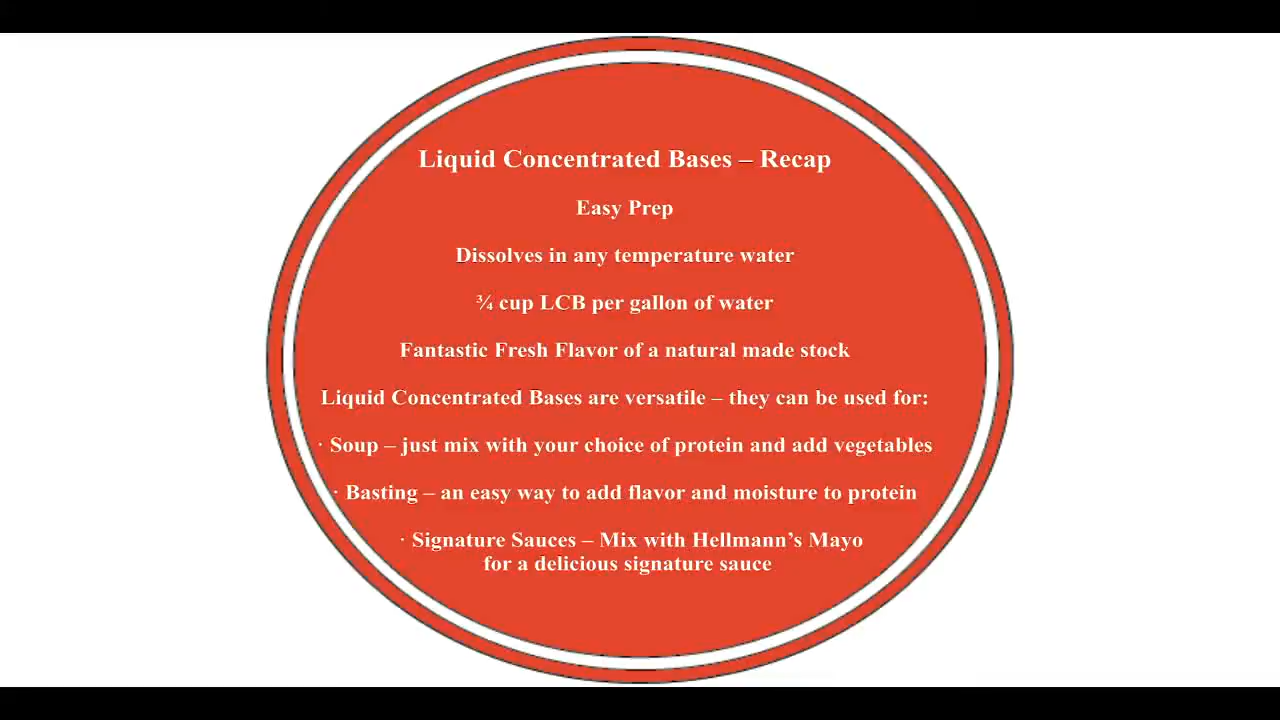 Liquid Concentrated Bases – Recap
Easy Prep
Dissolves in any temperature water
¾ cup LCB per gallon of water
Fantastic Fresh Flavor of a natural made stock
Liquid Concentrated Bases are versatile – they can be used for:
· Soup – just mix with your choice of protein and add vegetables
· Basting – an easy way to add flavor and moisture to protein
· Signature Sauces – Mix with Hellmann’s Mayo
for a delicious signature sauce